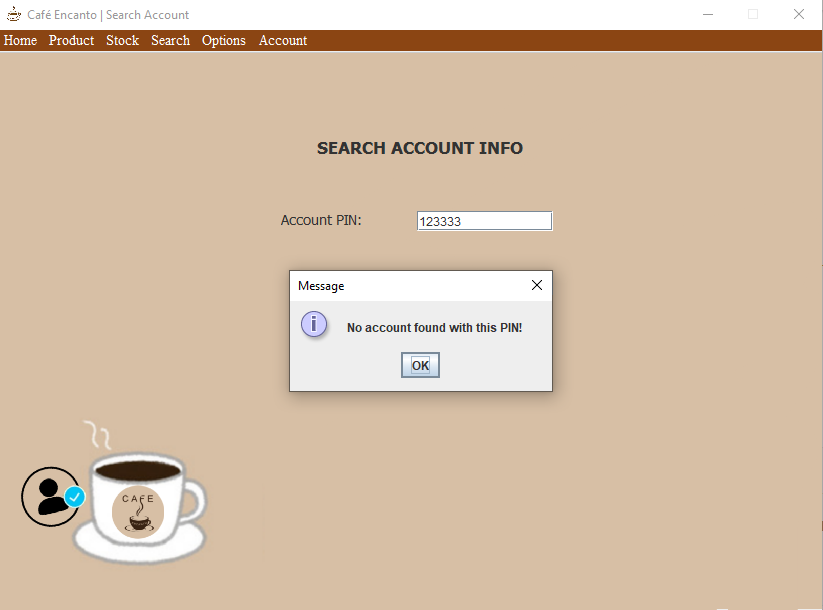 Café Encanto | Search Account
Home Product Stock Search Options Account
SEARCH ACCOUNT INFO
Account PIN: 123333
Message
i
No account found with this PIN!
OK
CAFE